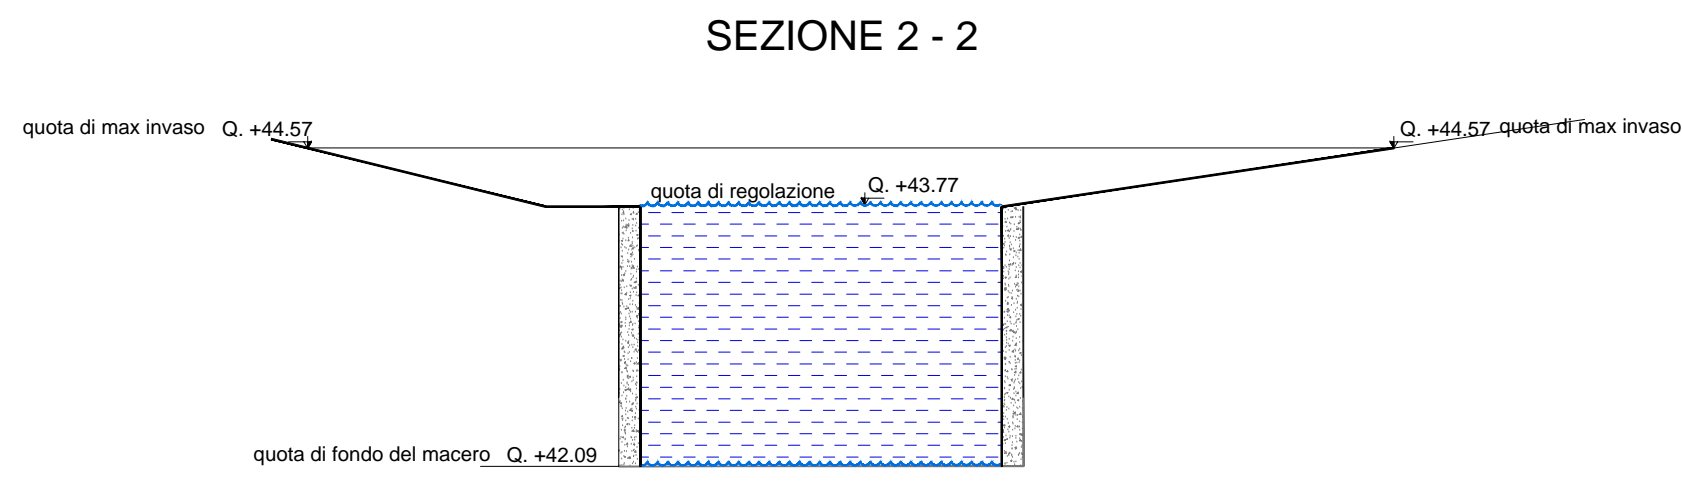 SEZIONE 2 - 2
quota di max invaso Q. +44.57
Q. +44.57 quota di max invaso
quota di regolazione Q. +43.77
quota di fondo del macero Q. +42.09